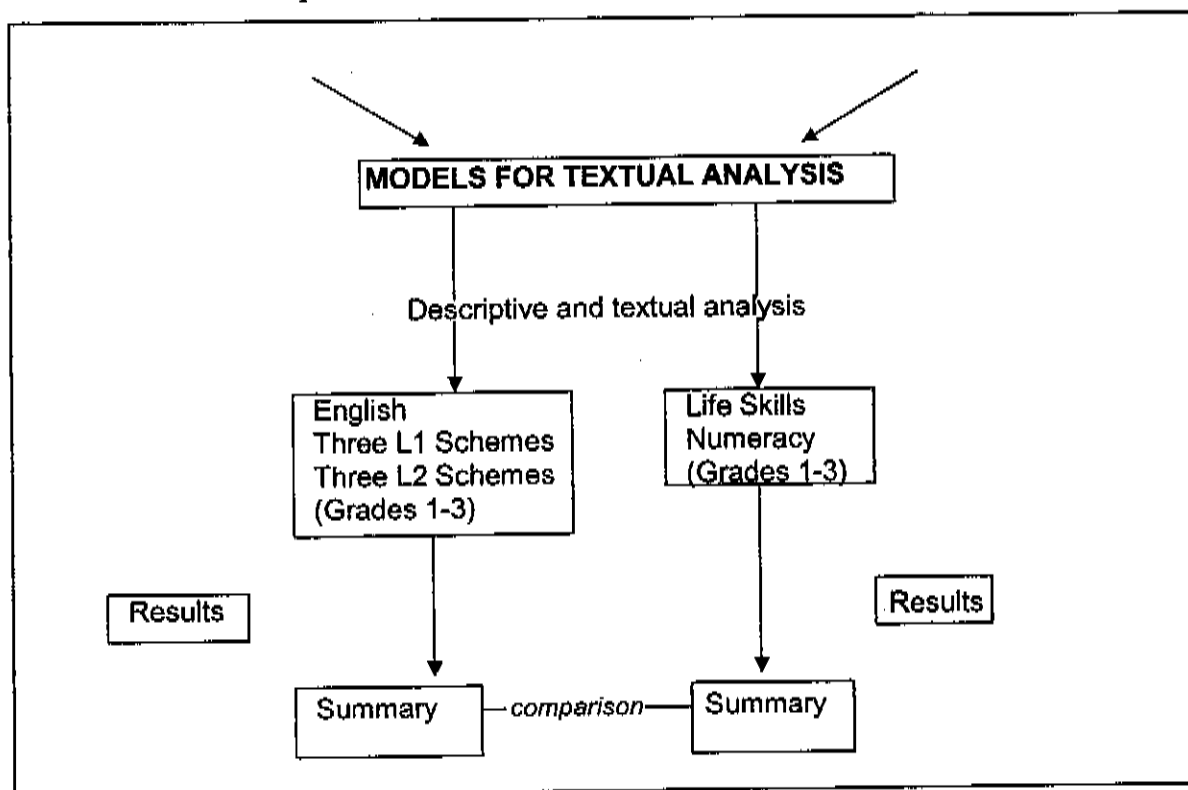 MODELS FOR TEXTUAL ANALYSIS
Descriptive and textual analysis
English
Three L1 Schemes
Three L2 Schemes
(Grades 1-3)
Life Skills
Numeracy
(Grades 1-3)
Results
Results
Summary
comparison
Summary